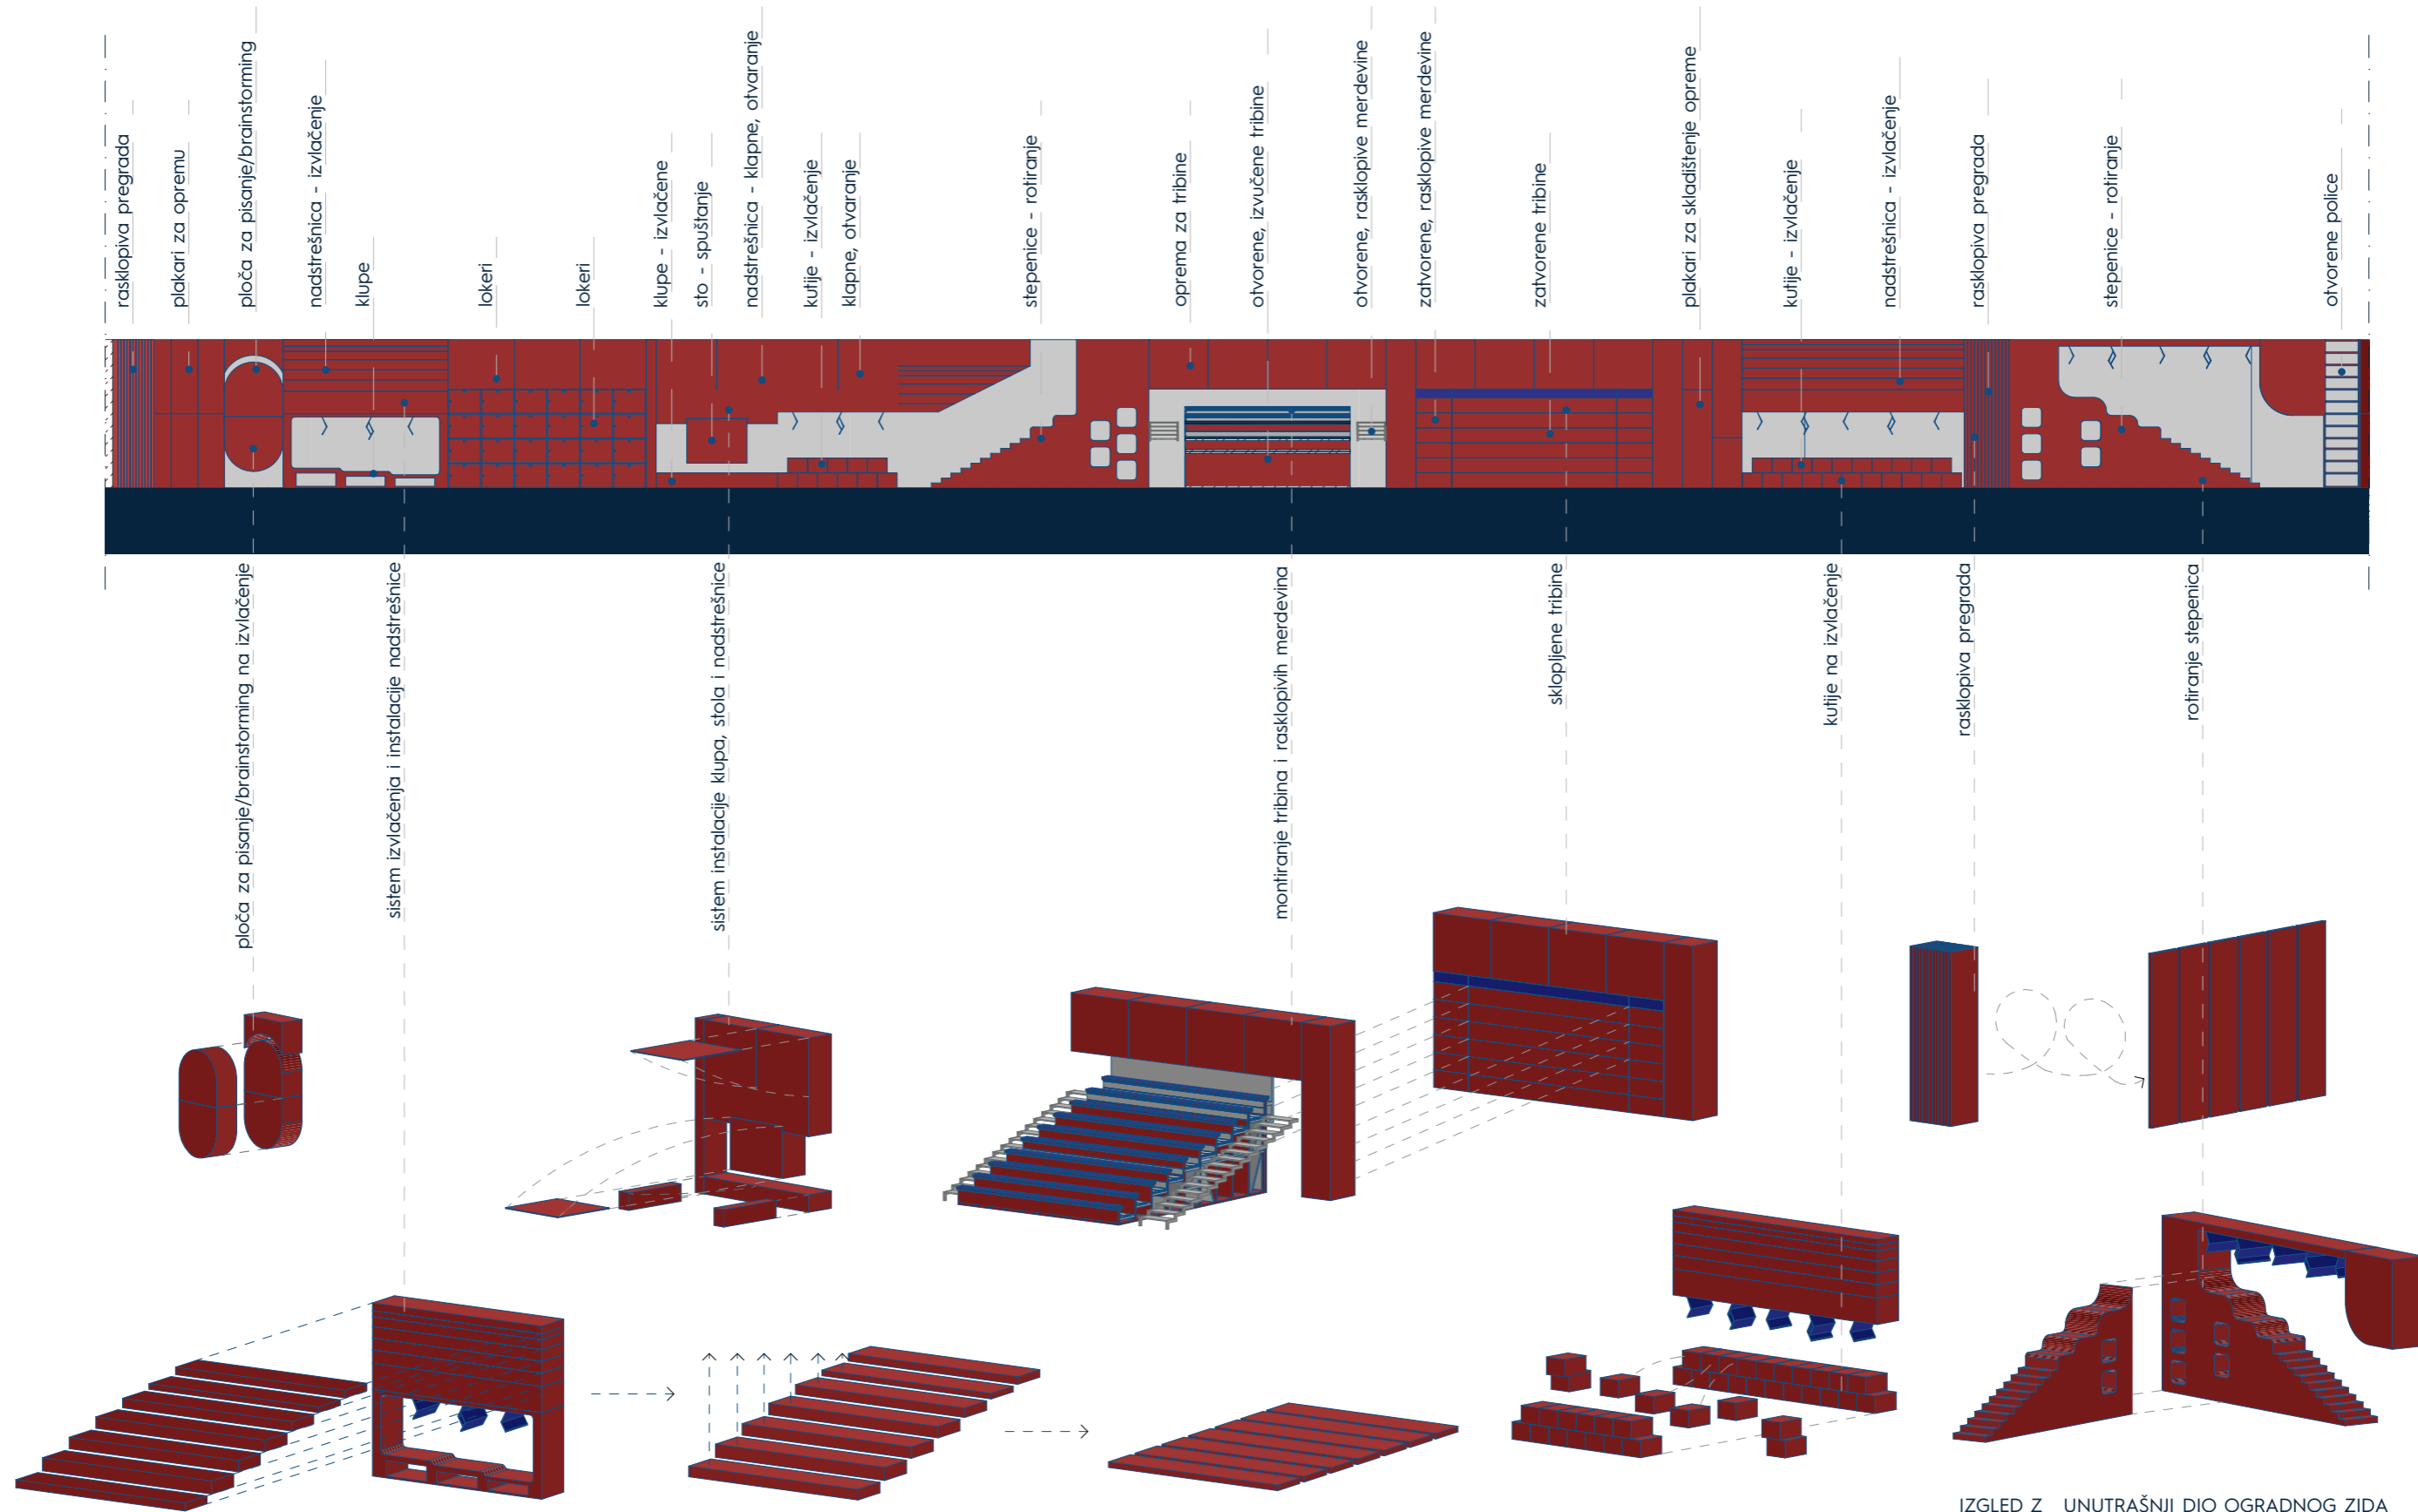 rasklopiva pregrada
plakari za opremu
ploča za pisanje/brainstorming
nadstrešnica - izvlačenje
klupe
lokeri
lokeri
klupe - izvlačene
sto - spuštanje
nadstrešnica - klapne, otvaranje
kutije - izvlačenje
klapne, otvaranje
stepenice - rotiranje
oprema za tribine
otvorene, izvučene tribine
otvorene, rasklopive merdevine
zatvorene, rasklopive merdevine
zatvorene tribine
plakari za skladištenje opreme
kutije - izvlačenje
nadstrešnica - izvlačenje
rasklopiva pregrada
stepenice - rotiranje
otvorene police
ploča za pisanje/brainstorming na izvlačenje
sistem izvlačenja i instalacije nadstrešnice
sistem instalacije klupa, stola i nadstrešnice
montiranje tribina i rasklopivih merdevina
sklopljene tribine
kutije na izvlačenje
rasklopiva pregrada
rotiranje stepenica
IZGLED Z UNUTRAŠNJI DIO OGRADNOG ZIDA